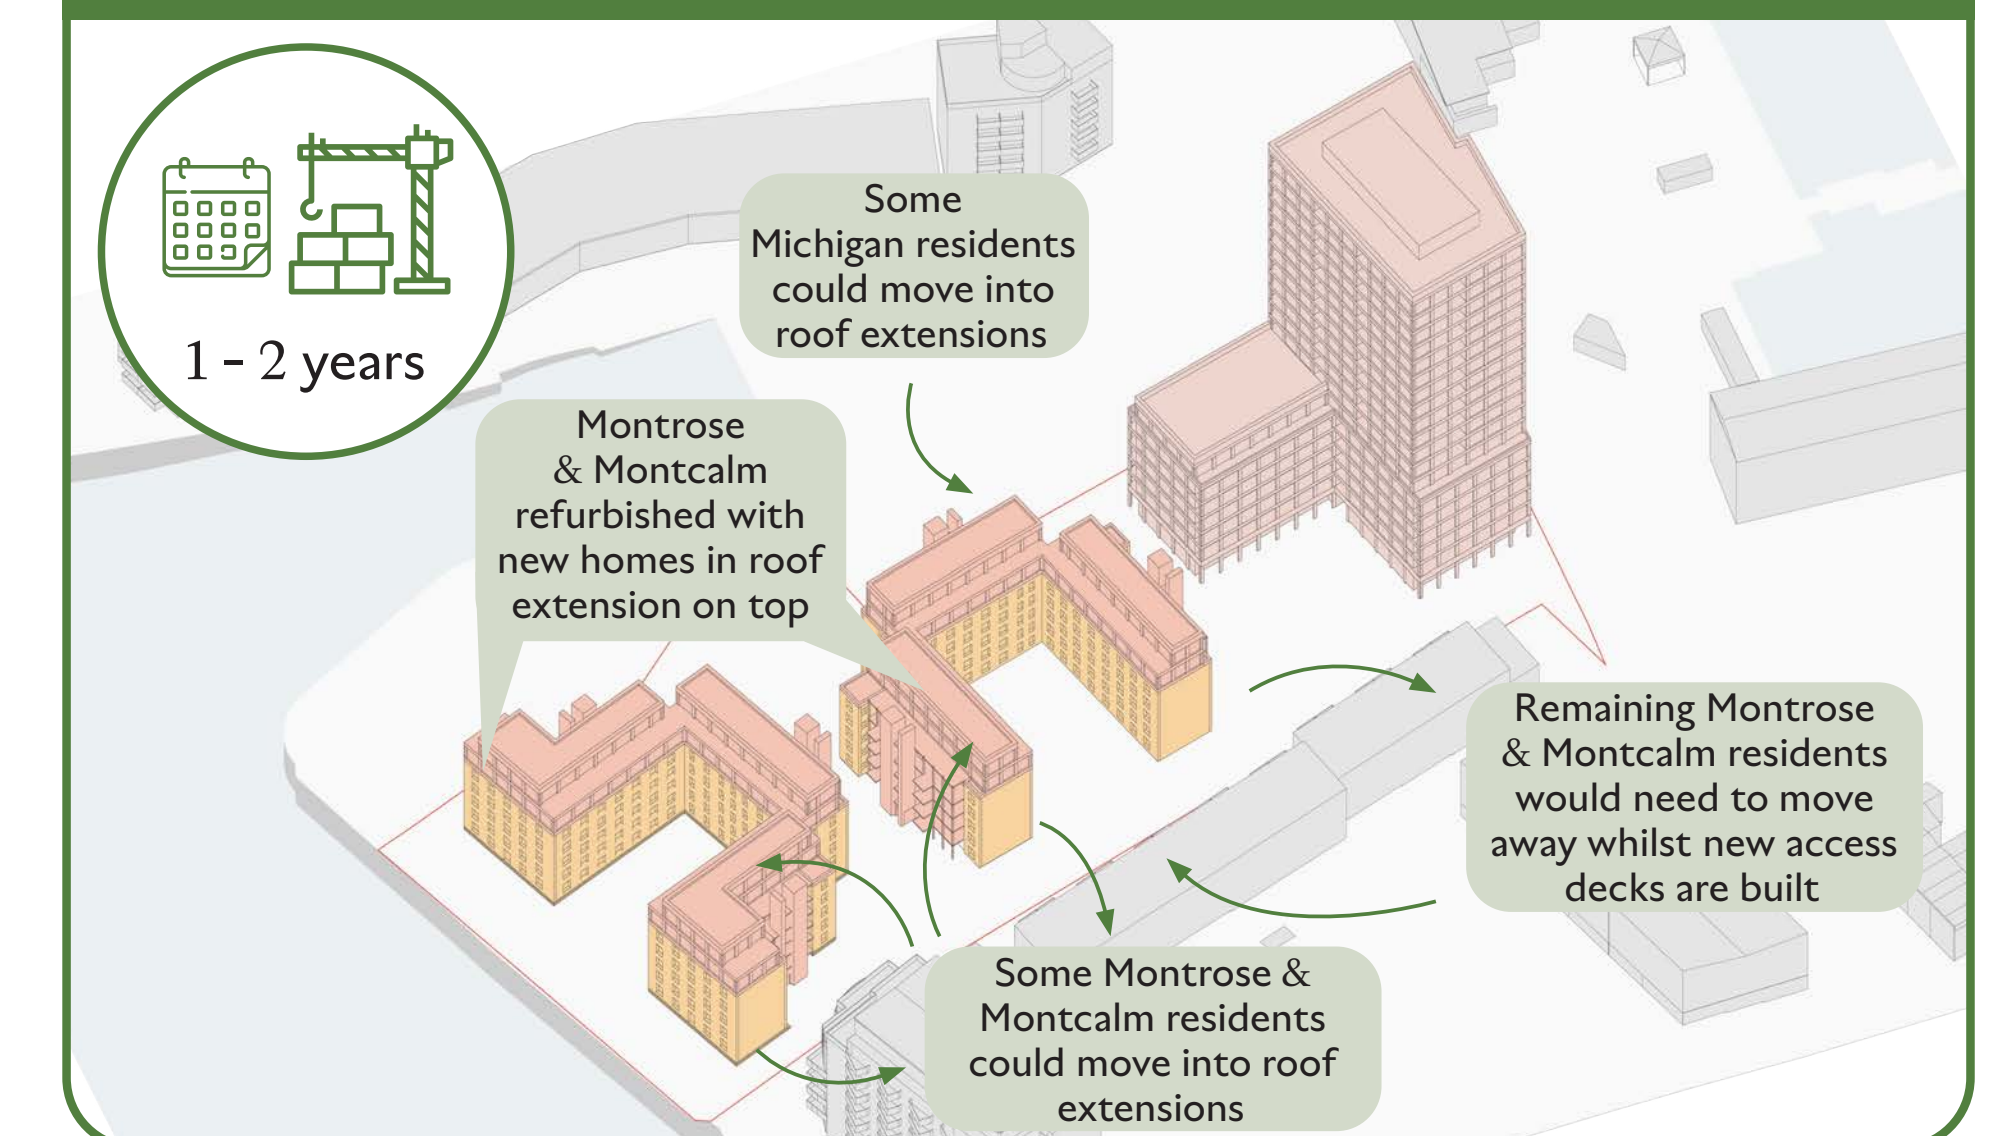 1 - 2 years
Some
Michigan residents
could move into
roof extensions
Montrose
& Montcalm
refurbished with
new homes in roof
extension on top
Remaining Montrose
& Montcalm residents
would need to move
away whilst new access
decks are built
Some Montrose &
Montcalm residents
could move into roof
extensions